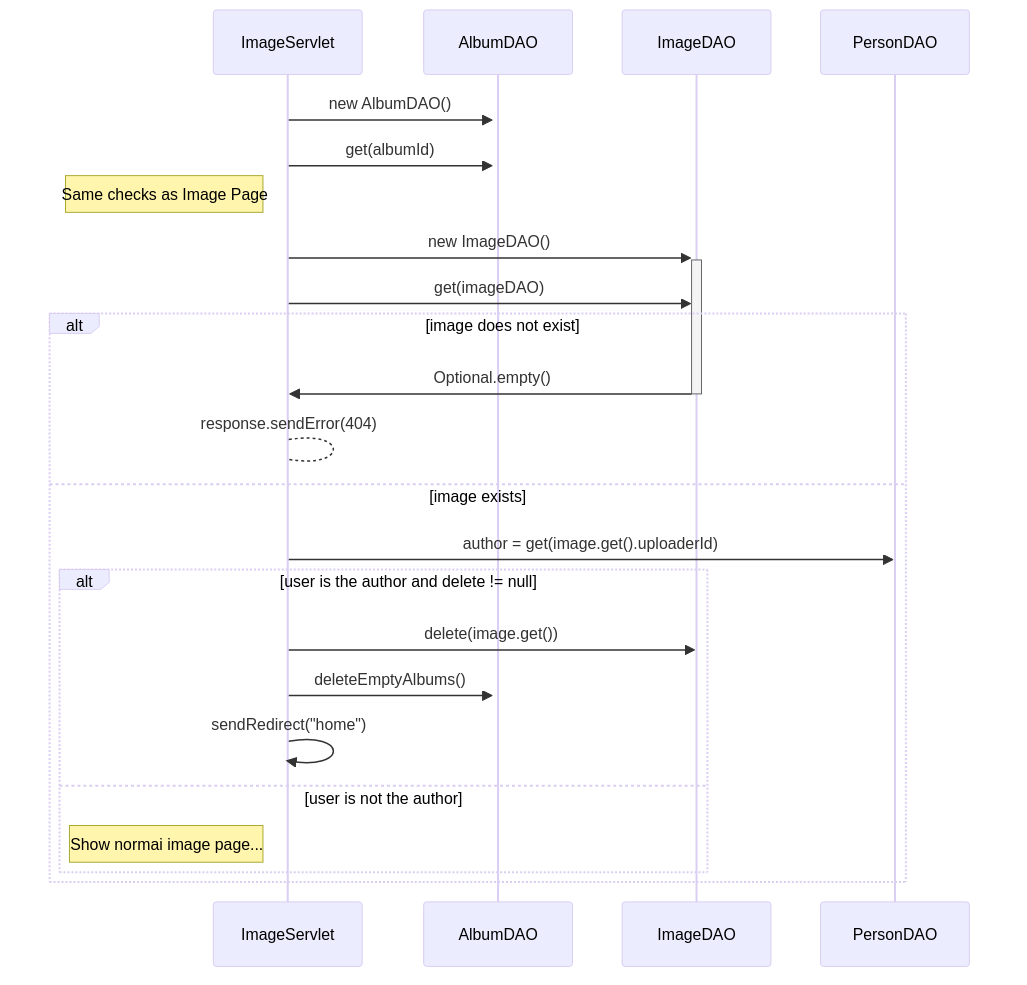 ImageServlet
AlbumDAO
ImageDAO
PersonDAO
new AlbumDAO()
get(albumId)
Same checks as Image Page
new ImageDAO()
get(imageDAO)
alt
[image does not exist]
Optional.empty()
response.sendError(404)
[image exists]
author = get(image.get().uploaderId)
alt
[user is the author and delete != null]
delete(image.get())
deleteEmptyAlbums()
sendRedirect("home")
[user is not the author]
Show normai image page...
ImageServlet
AlbumDAO
ImageDAO
PersonDAO